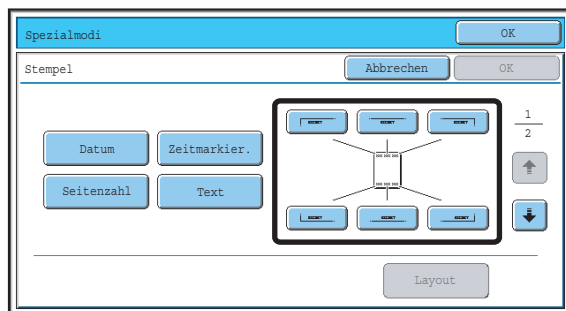 Spezialmodi OK
Stempel Abbrechen OK
Datum Zeitmarkier.
Seitenzahl Text
1
2
Layout